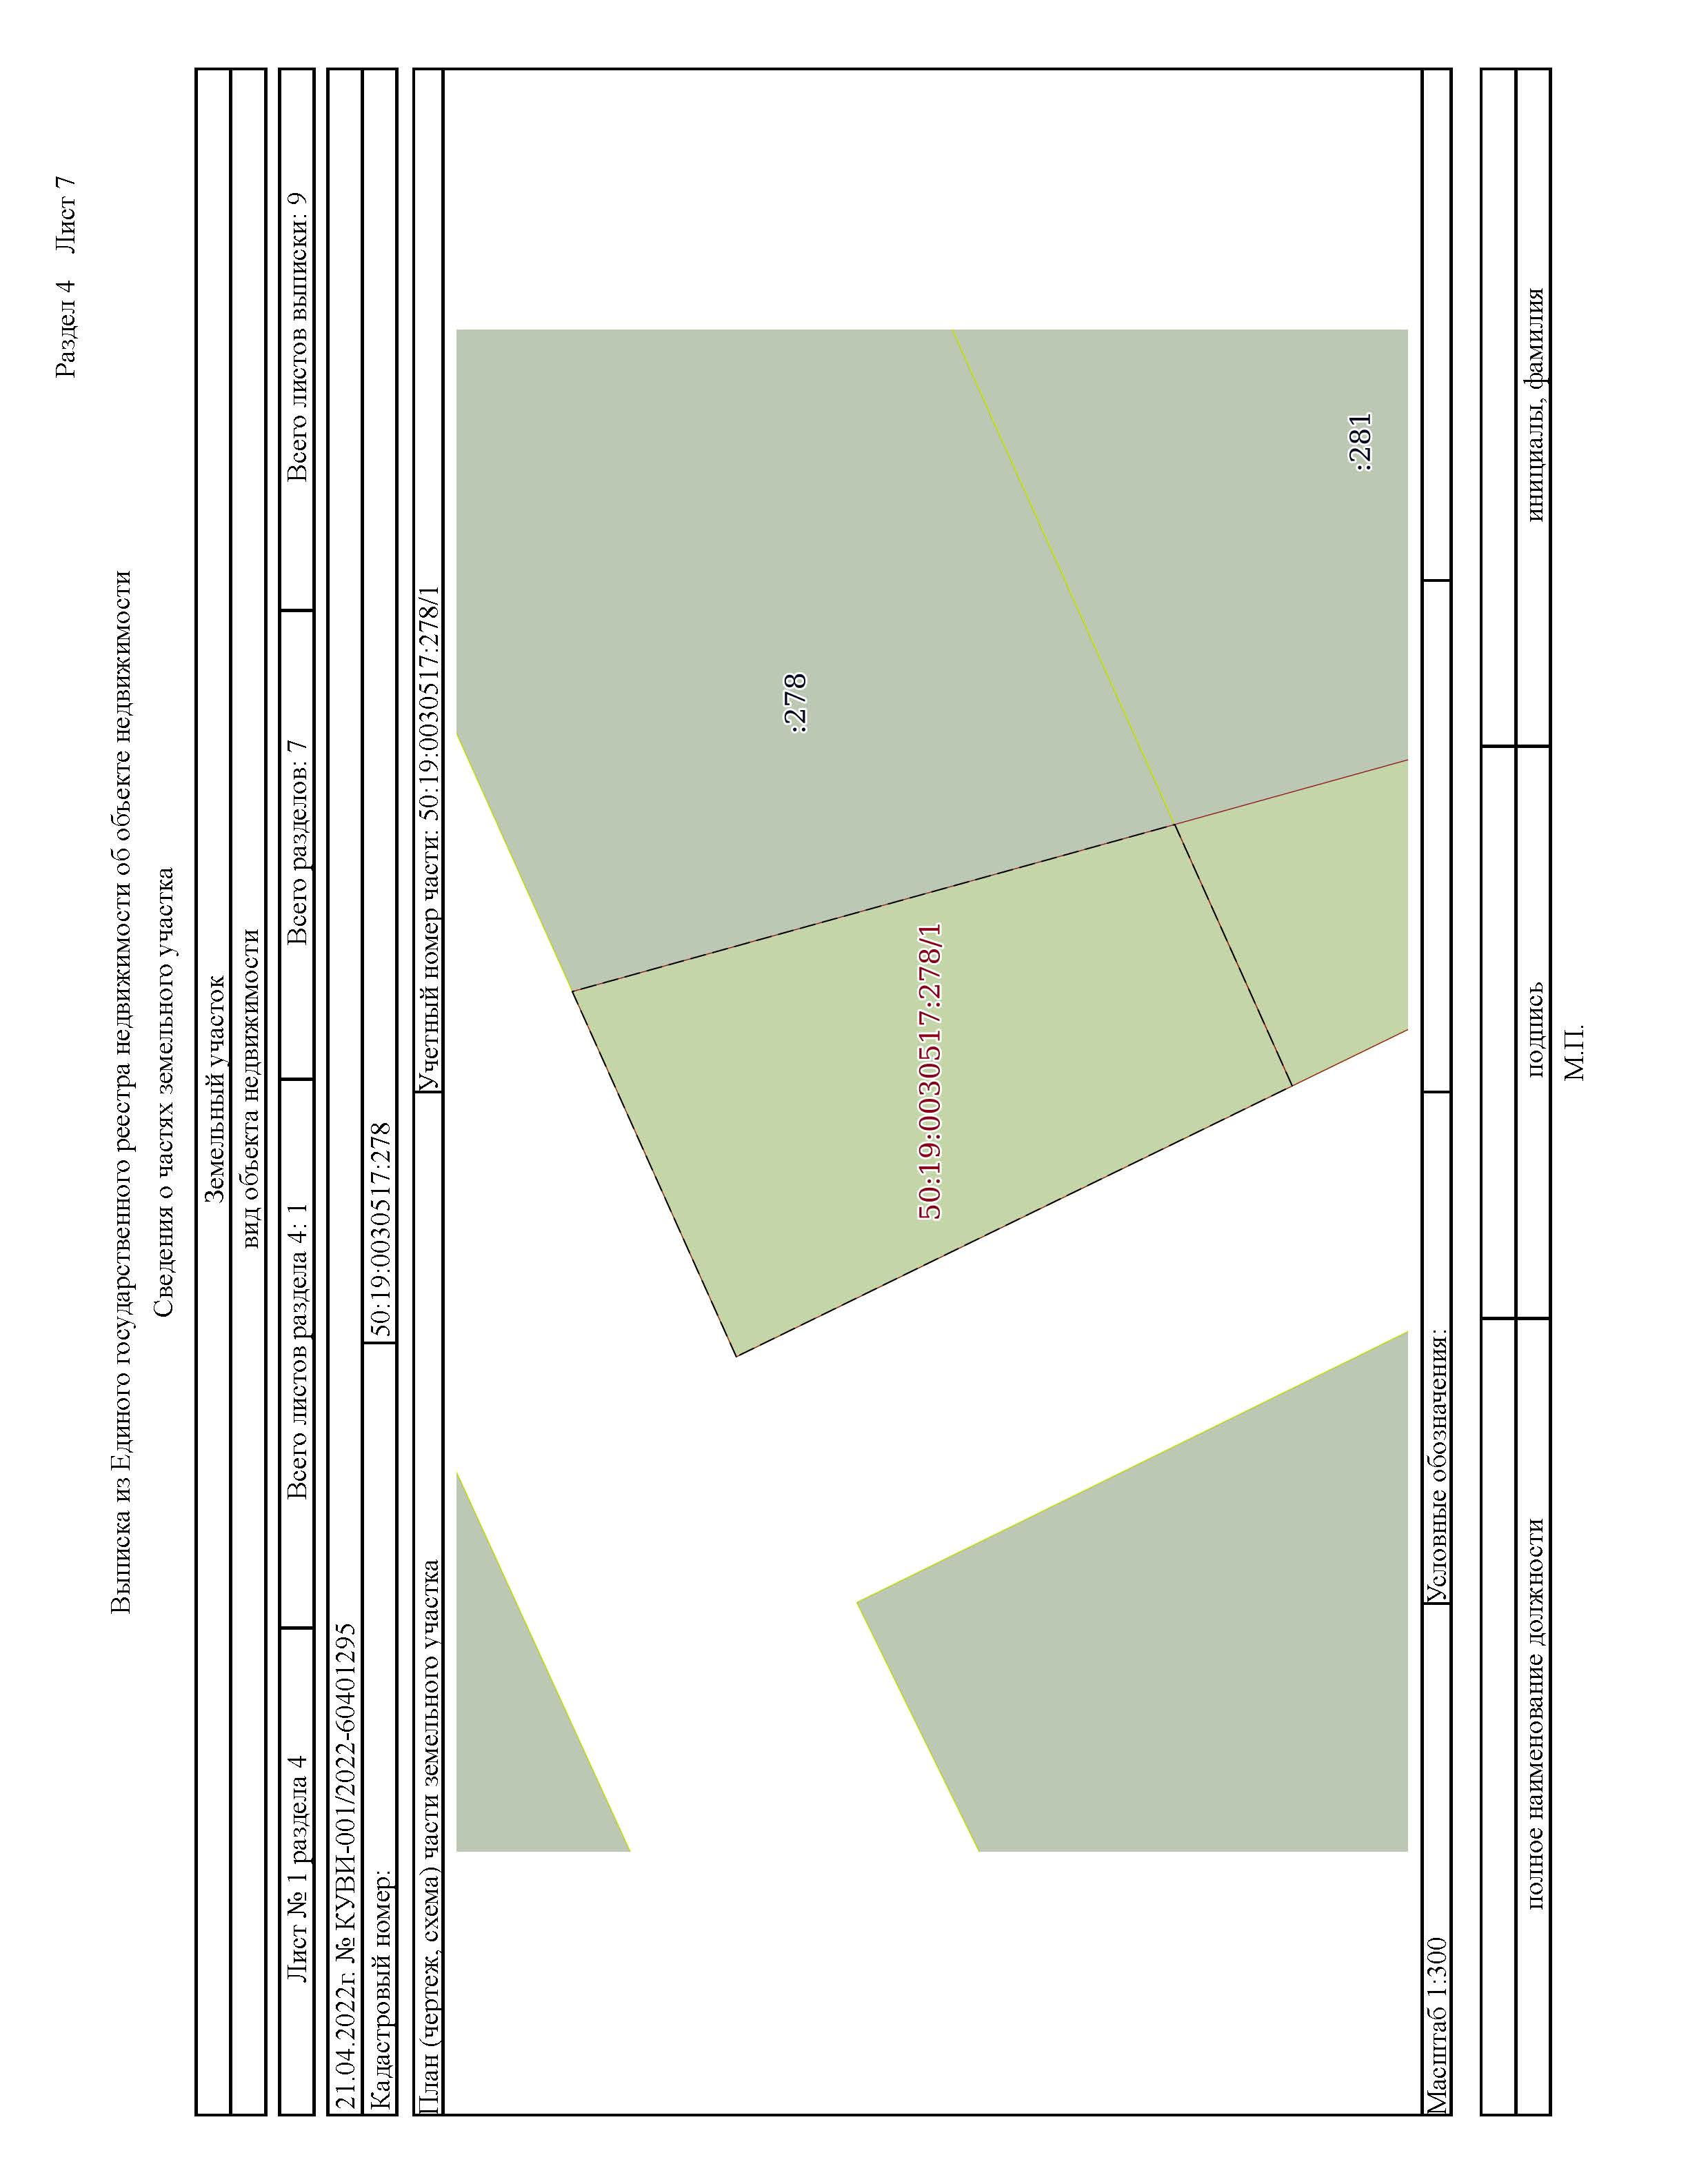 Раздел 4 Лист 7
Выписка из Единого государственного реестра недвижимости об объекте недвижимости
Сведения о частях земельного участка
Земельный участок
вид объекта недвижимости
Лист № 1 раздела 4 Всего листов раздела 4: 1 Всего разделов: 7 Всего листов выписки: 9
21.04.2022г. № КУВИ-001/2022-60401295
Кадастровый номер: 50:19:0030517:278
План (чертеж, схема) части земельного участка Учетный номер части: 50:19:0030517:278/1
:278
50:19:0030517:278/1
:281
Масштаб 1:300 Условные обозначения:
полное наименование должности подпись инициалы, фамилия
М.П.